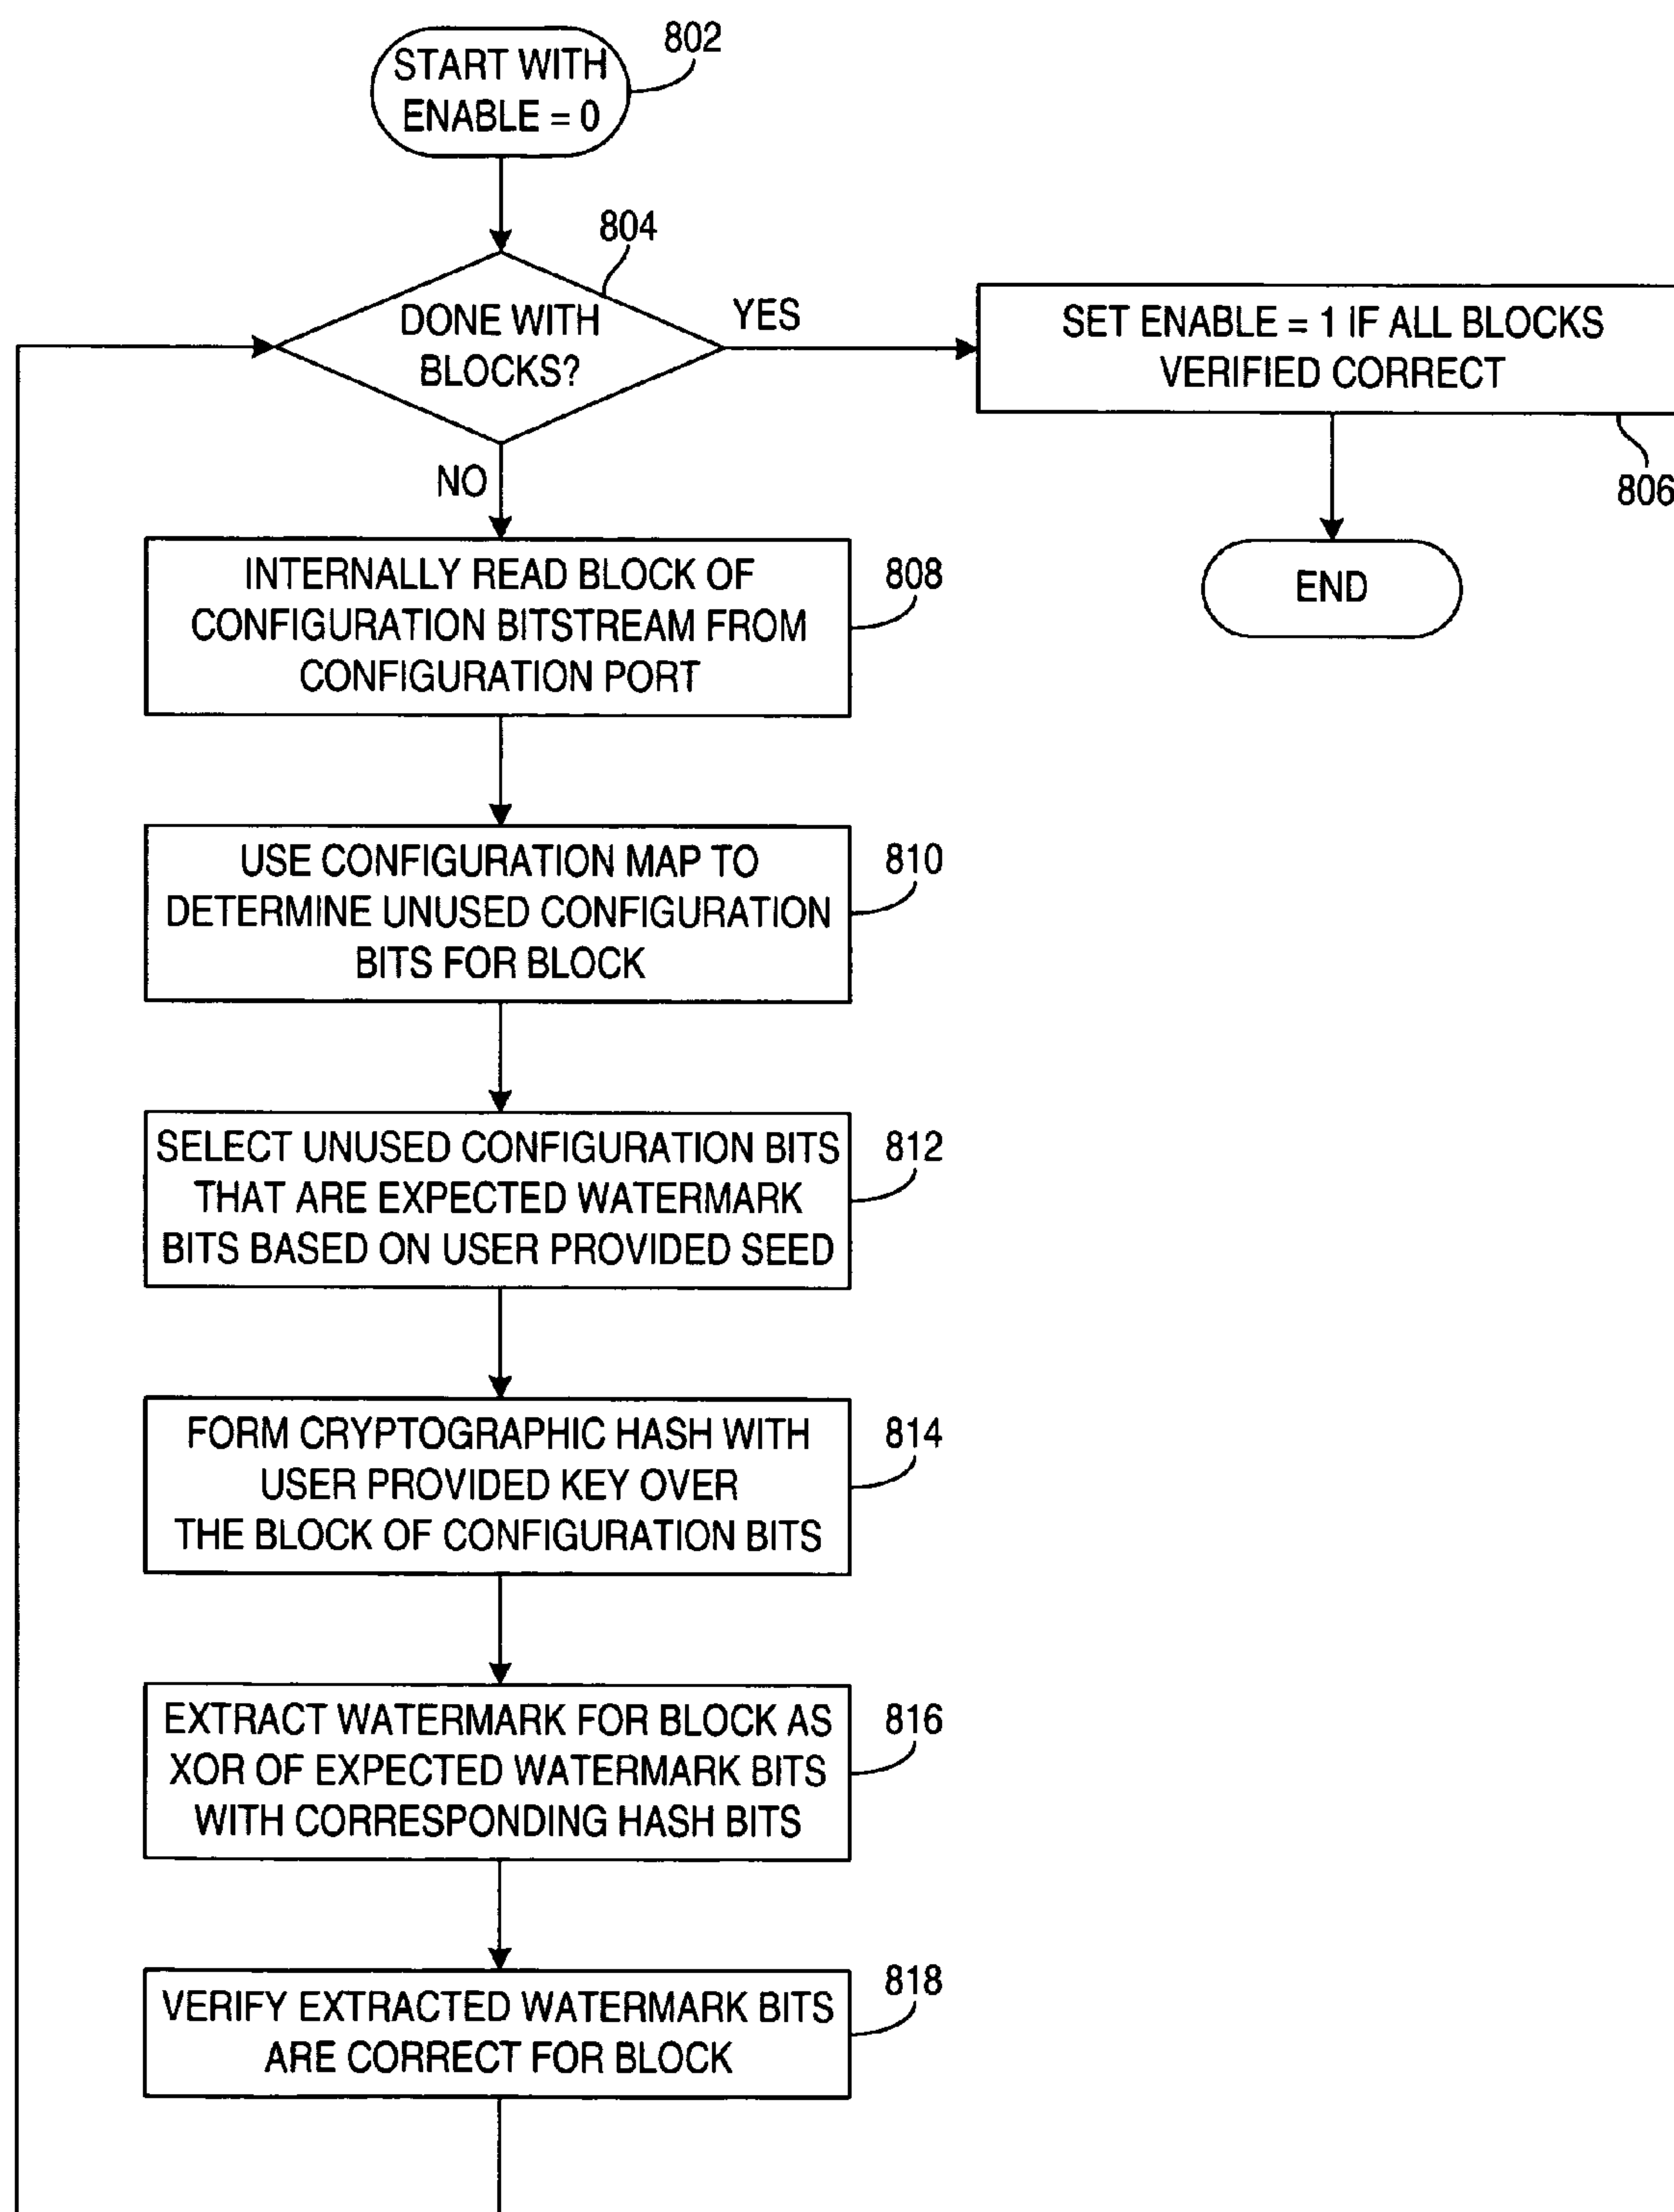 START WITH
ENABLE = 0
802
804
DONE WITH
BLOCKS?
YES
NO
SET ENABLE = 1 IF ALL BLOCKS
VERIFIED CORRECT
806
END
INTERNALLY READ BLOCK OF
CONFIGURATION BITSTREAM FROM
CONFIGURATION PORT
808
USE CONFIGURATION MAP TO
DETERMINE UNUSED CONFIGURATION
BITS FOR BLOCK
810
SELECT UNUSED CONFIGURATION BITS
THAT ARE EXPECTED WATERMARK
BITS BASED ON USER PROVIDED SEED
812
FORM CRYPTOGRAPHIC HASH WITH
USER PROVIDED KEY OVER
THE BLOCK OF CONFIGURATION BITS
814
EXTRACT WATERMARK FOR BLOCK AS
XOR OF EXPECTED WATERMARK BITS
WITH CORRESPONDING HASH BITS
816
VERIFY EXTRACTED WATERMARK BITS
ARE CORRECT FOR BLOCK
818